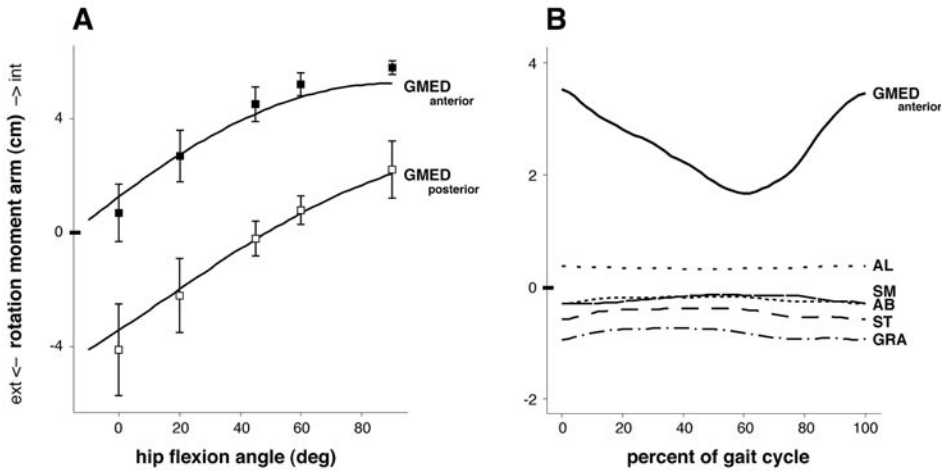 A
ext <– rotation moment arm (cm) –> int
4
0
-4
GMED
anterior
GMED
posterior
0 20 40 60 80
hip flexion angle (deg)
B
4
2
0
-2
GMED
anterior
AL
SM
AB
ST
GRA
0 20 40 60 80 100
percent of gait cycle